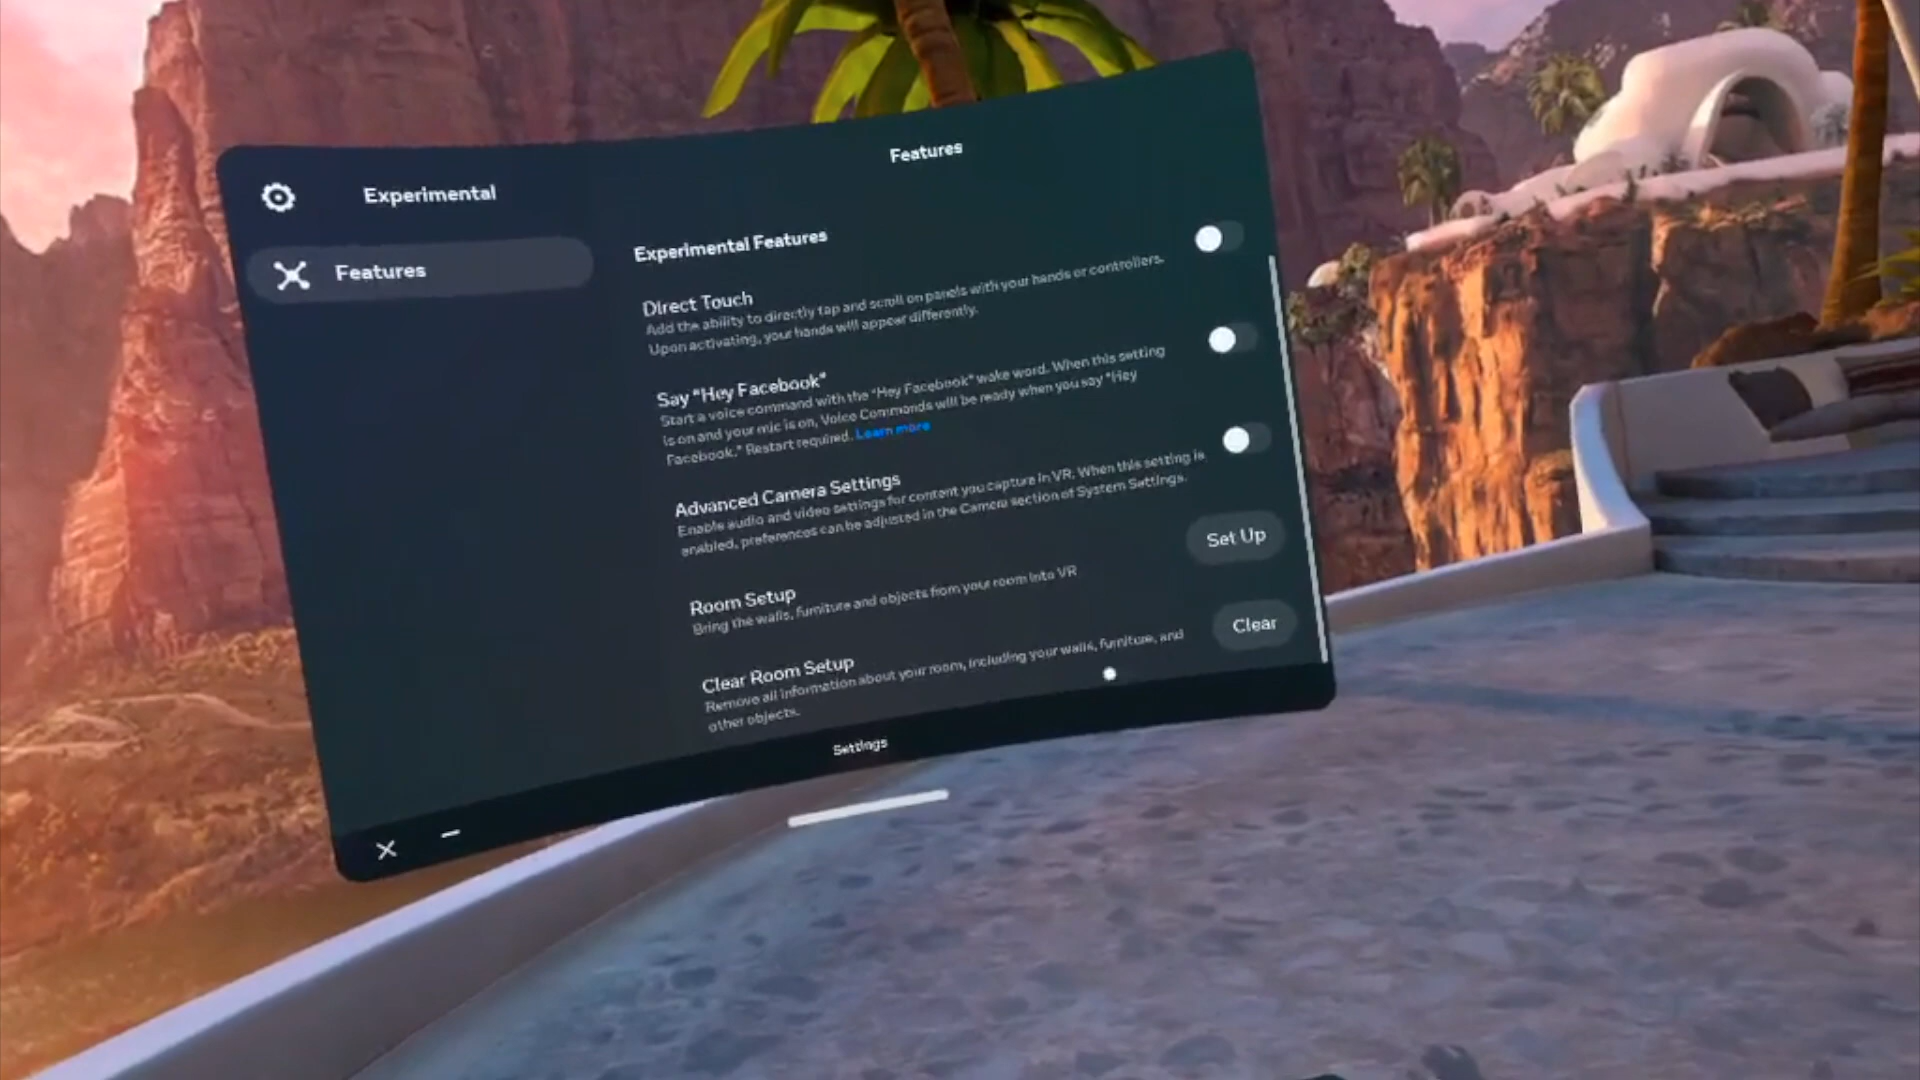 Experimental
Features
Features
Experimental Features
Direct Touch
Add the ability to directly tap and scroll on panels with your hands or controllers.
Upon activating, your hands will appear differently.
Say "Hey Facebook"
Start a voice command with the "Hey Facebook" wake word. When this setting
is on and your mic is on, Voice Commands will be ready when you say "Hey
Facebook." Restart required. Learn more
Advanced Camera Settings
Enable audio and video settings for content you capture in VR. When this setting is
enabled, preferences can be adjusted in the Camera section of System Settings.
Room Setup
Bring the walls, furniture and objects from your room into VR
Set Up
Clear Room Setup
Remove all information about your room, including your walls, furniture, and
other objects.
Clear
Settings